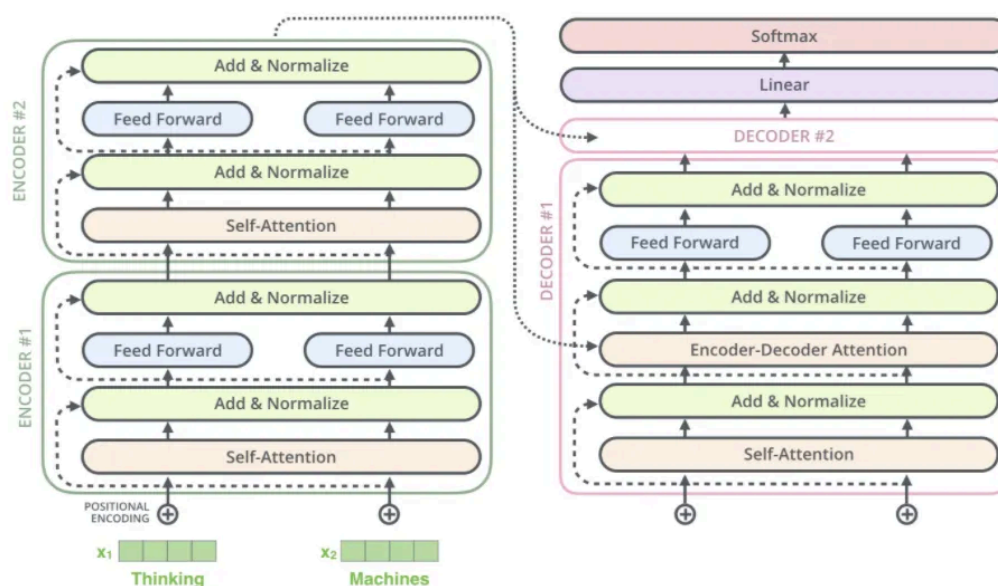 ENCODER #2
Add & Normalize
Feed Forward Feed Forward
Add & Normalize
Self-Attention
ENCODER #1
Add & Normalize
Feed Forward Feed Forward
Add & Normalize
Self-Attention
POSITIONAL
ENCODING
x1 x2
Thinking Machines
Softmax
Linear
DECODER #2
DECODER #1
Add & Normalize
Feed Forward Feed Forward
Add & Normalize
Encoder-Decoder Attention
Add & Normalize
Self-Attention